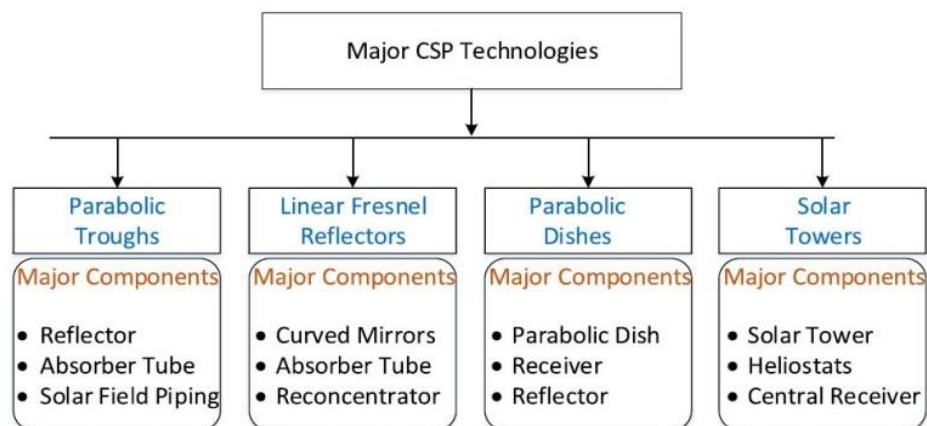 Major CSP Technologies
Parabolic
Troughs
Major Components
• Reflector
• Absorber Tube
• Solar Field Piping
Linear Fresnel
Reflectors
Major Components
• Curved Mirrors
• Absorber Tube
• Reconcentrator
Parabolic
Dishes
Major Components
• Parabolic Dish
• Receiver
• Reflector
Solar
Towers
Major Components
• Solar Tower
• Heliostats
• Central Receiver